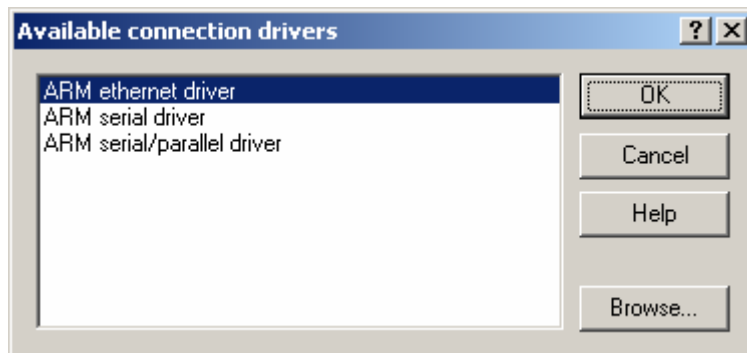 Available connection drivers
ARM ethernet driver
ARM serial driver
ARM serial/parallel driver
OK
Cancel
Help
Browse...